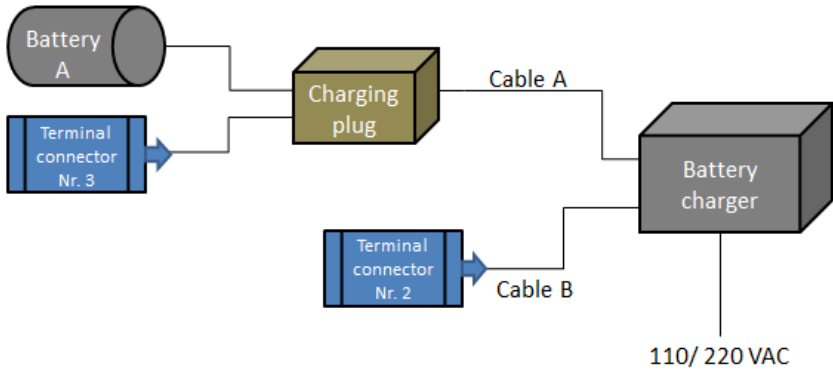 Battery
A
Terminal
connector
Nr. 3
Charging
plug
Cable A
Battery
charger
Terminal
connector
Nr. 2
Cable B
110/ 220 VAC